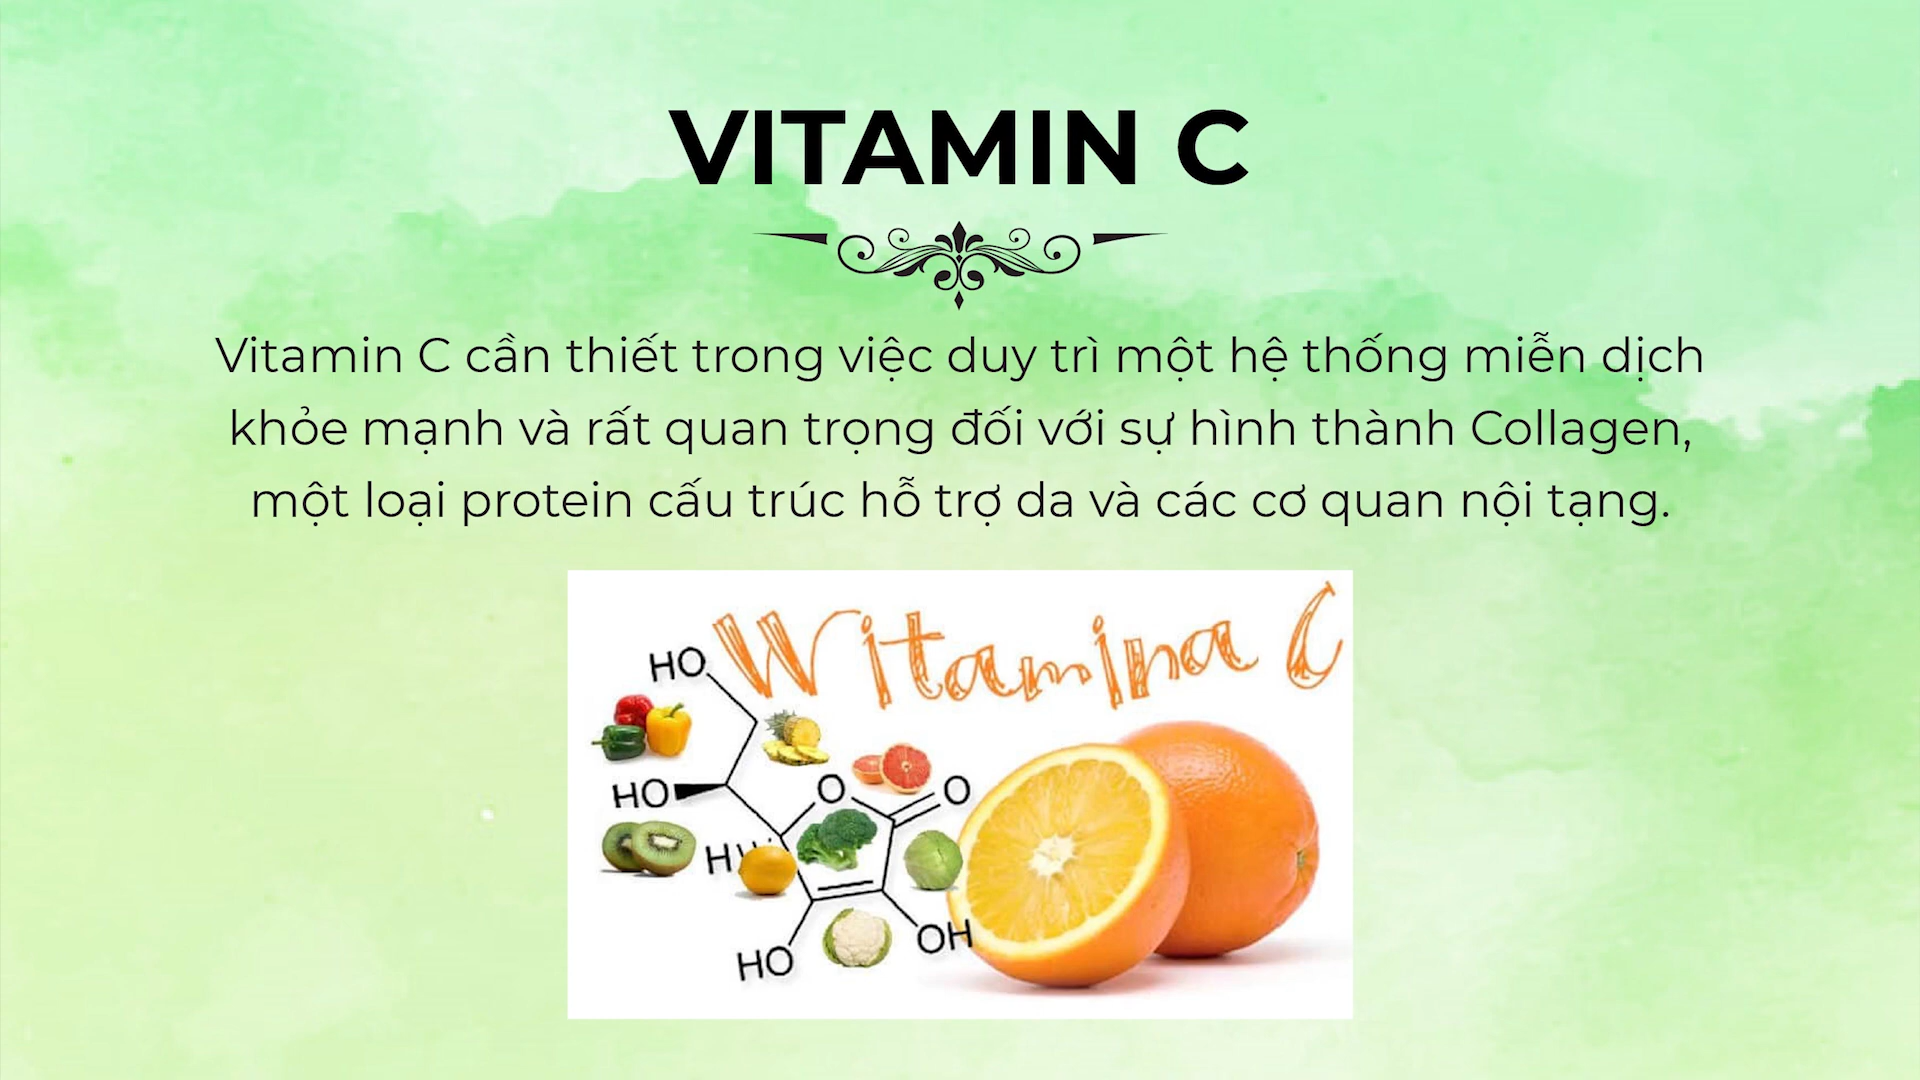 VITAMIN C
Vitamin C cần thiết trong việc duy trì một hệ thống miễn dịch
khỏe mạnh và rất quan trọng đối với sự hình thành Collagen,
một loại protein cấu trúc hỗ trợ da và các cơ quan nội tạng.
Witamina C
HO
HO
O
O
H
HO
OH